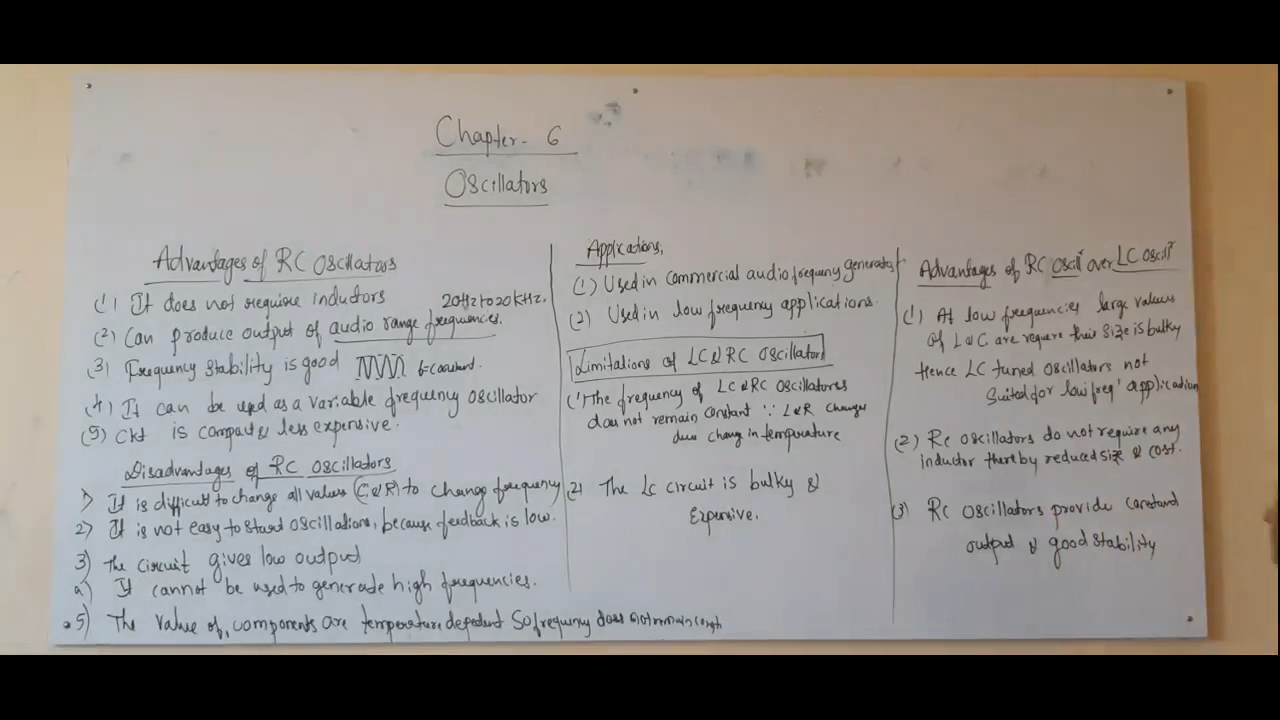 Chapter - 6
Oscillators
Advantages of RC Oscillators
(1) It does not require inductors
20Hz to 20KHz.
(2) Can produce output of audio range frequencies.
(3) Frequency stability is good
(4) It can be used as a variable frequency oscillator
(5) Ckt is compact & less expensive.
Disadvantages of RC Oscillators
1) It is difficult to change all values (C & R) to change frequency
2) It is not easy to start oscillations, because feedback is low.
3) The circuit gives low output
It cannot be used to generate high frequencies.
5) The value of components are temperature depedent So frequency does not remain
Applications,
(1) Used in commercial audio frequency generator
(2) Used in low frequency applications.
Limitations of LC & RC Oscillator
(1) The frequency of LC & RC Oscillatores
does not remain constant ∵ L & R change
due change in temperature
2) The LC circuit is bulky &
Expensive.
Advantages of RC Oscill^r over LC Oscill^r
(1) At low frequencies large values
of L & C are require their size is bulky
Hence LC tuned Oscillators not
Suited for low freq^y application
(2) RC oscillators do not require any
inductor thereby reduced size & cost.
(3) RC Oscillators provide constant
output & good stability